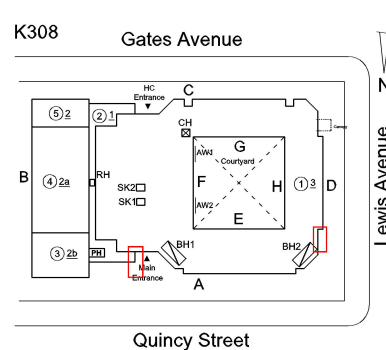 K308
Gates Avenue
HC
Entrance
C
5 2
2 1
CH
AW1
G
Courtyard
B
4 2a
RH
SK2
SK1
F
H
1 3
D
AW2
E
3 2b
PH
BH1
BH2
Main
Entrance
A
N
Lewis Avenue
Quincy Street